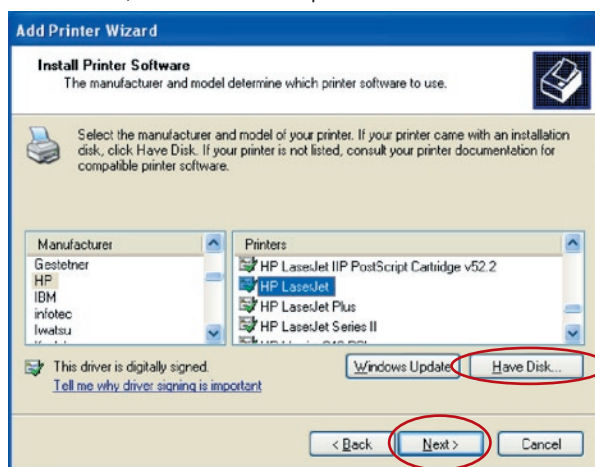 Add Printer Wizard
Install Printer Software
The manufacturer and model determine which printer software to use.
Select the manufacturer and model of your printer. If your printer came with an installation
disk, click Have Disk. If your printer is not listed, consult your printer documentation for
compatible printer software.
Manufacturer
Gestetner
HP
IBM
infotec
Iwatsu
Printers
HP LaserJet IIP PostScript Cartridge v52.2
HP LaserJet
HP LaserJet Plus
HP LaserJet Series II
This driver is digitally signed.
Tell me why driver signing is important
Windows Update
Have Disk...
< Back
Next >
Cancel